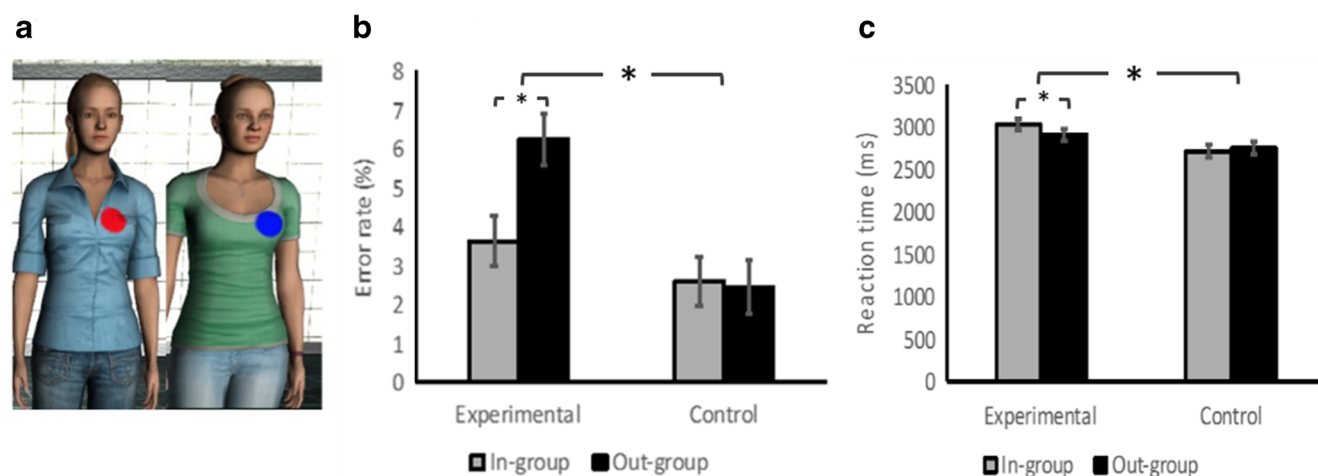 a
b
c
Error rate (%)
8
7
6
5
4
3
2
1
0
*
*
Experimental
Control
In-group
Out-group
Reaction time (ms)
3500
3000
2500
2000
1500
1000
500
0
*
*
Experimental
Control
In-group
Out-group